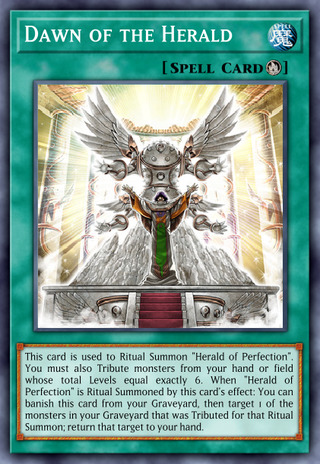 Dawn of the Herald
魔
[Spell Card]
This card is used to Ritual Summon "Herald of Perfection".
You must also Tribute monsters from your hand or field
whose total Levels equal exactly 6. When "Herald of
Perfection" is Ritual Summoned by this card's effect: You can
banish this card from your Graveyard, then target 1 of the
monsters in your Graveyard that was Tributed for that Ritual
Summon; return that target to your hand.